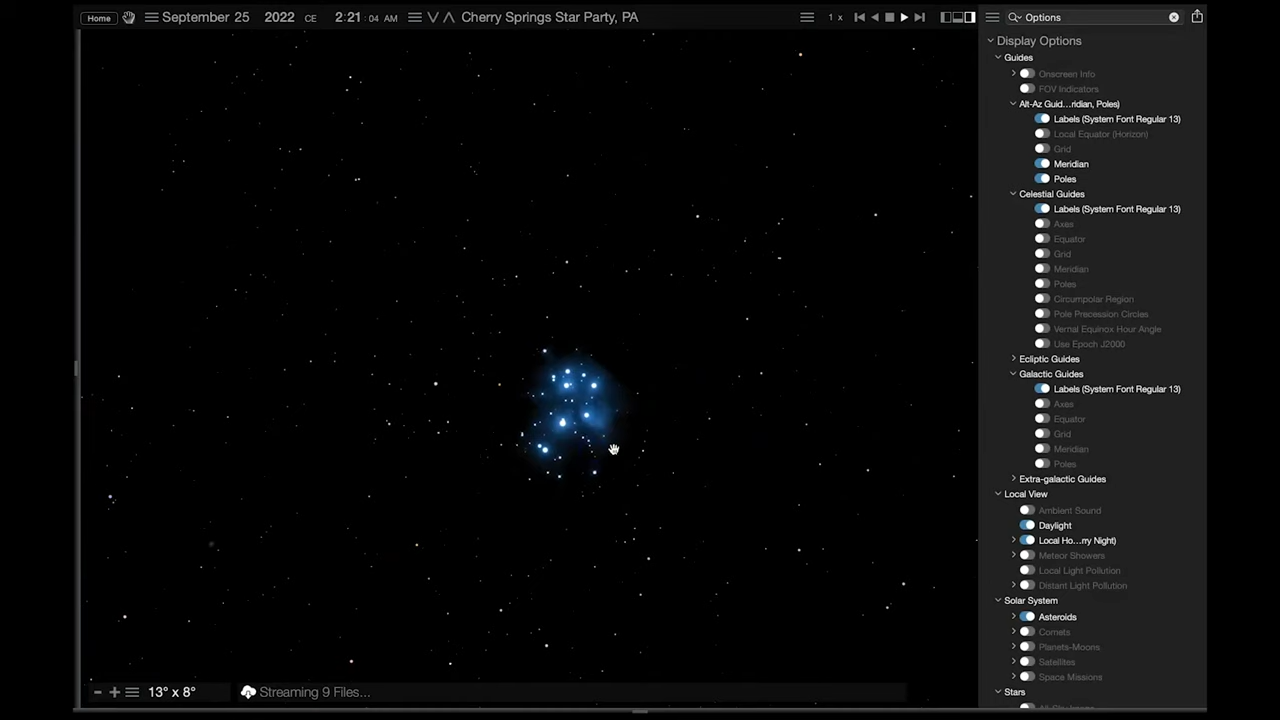 Home September 25 2022 CE 2:21:04 AM Cherry Springs Star Party, PA 1 x Options
Display Options
Guides
Onscreen Info
FOV Indicators
Alt-Az Guid...ridian, Poles)
Labels (System Font Regular 13)
Local Equator (Horizon)
Grid
Meridian
Poles
Celestial Guides
Labels (System Font Regular 13)
Axes
Equator
Grid
Meridian
Poles
Circumpolar Region
Pole Precession Circles
Vernal Equinox Hour Angle
Use Epoch J2000
Ecliptic Guides
Galactic Guides
Labels (System Font Regular 13)
Axes
Equator
Grid
Meridian
Poles
Extra-galactic Guides
Local View
Ambient Sound
Daylight
Local Ho...rry Night)
Meteor Showers
Local Light Pollution
Distant Light Pollution
Solar System
Asteroids
Comets
Planets-Moons
Satellites
Space Missions
Stars
13° x 8° Streaming 9 Files...